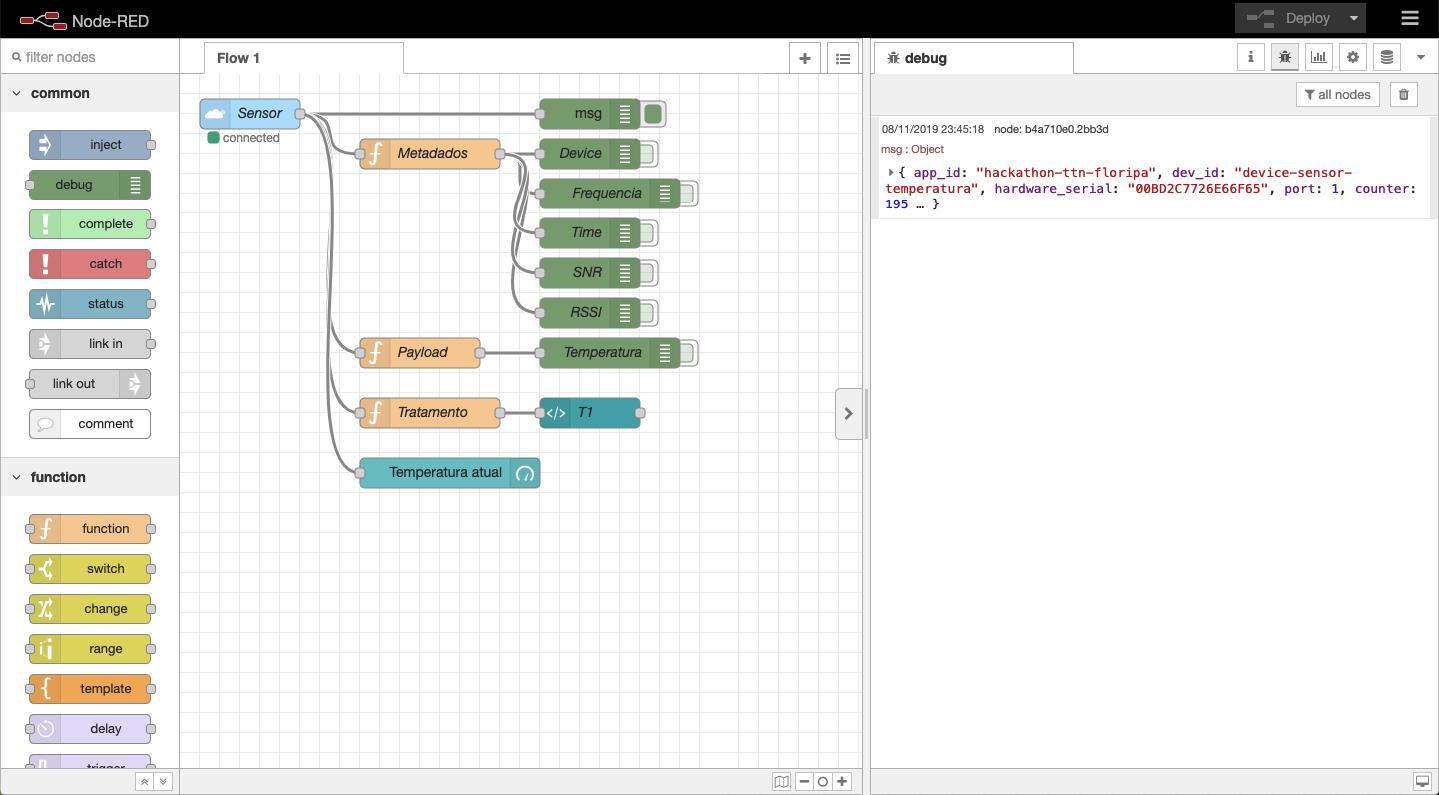 Node-RED
Deploy
filter nodes
common
inject
debug
complete
catch
status
link in
link out
comment
function
function
switch
change
range
template
delay
trigger
Flow 1
Sensor
connected
msg
Metadados
Device
Frequencia
Time
SNR
RSSI
Payload
Temperatura
Tratamento
T1
Temperatura atual
debug
all nodes
08/11/2019 23:45:18 node: b4a710e0.2bb3d
msg : Object
{ app_id: "hackathon-ttn-floripa", dev_id: "device-sensor-
temperatura", hardware_serial: "00BD2C7726E66F65", port: 1, counter:
195 … }